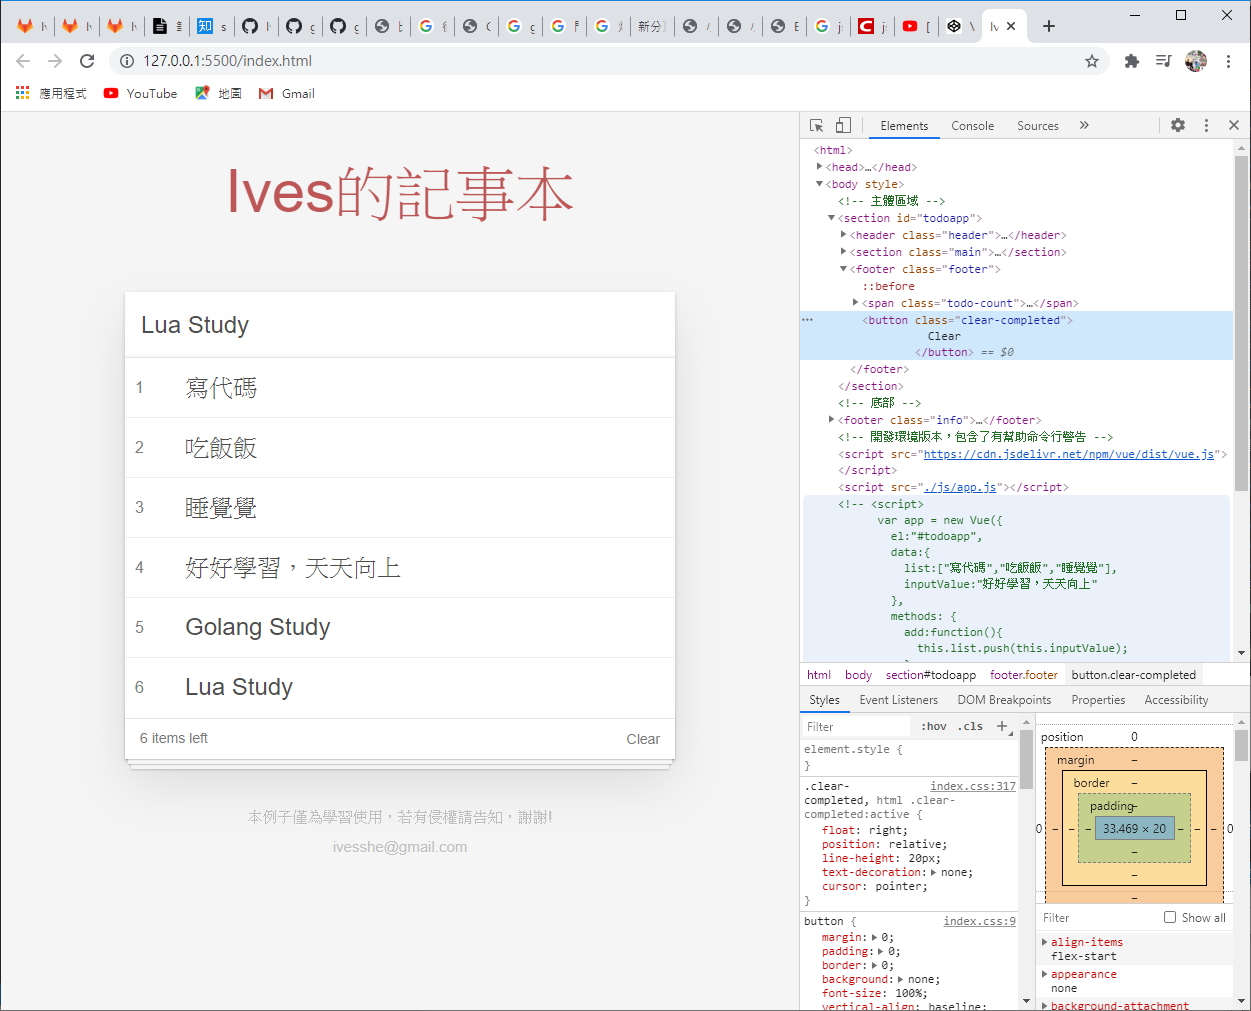 知
127.0.0.1:5500/index.html
應用程式
YouTube
地圖
Gmail
Ives的記事本
Lua Study
1 寫代碼
2 吃飯飯
3 睡覺覺
4 好好學習，天天向上
5 Golang Study
6 Lua Study
6 items left Clear
本例子僅為學習使用，若有侵權請告知，謝謝!
ivesshe@gmail.com
Elements Console Sources »
<html>
<head>…</head>
<body style>
<!-- 主體區域 -->
<section id="todoapp">
<header class="header">…</header>
<section class="main">…</section>
<footer class="footer">
::before
<span class="todo-count">…</span>
<button class="clear-completed">
Clear
</button> == $0
</footer>
</section>
<!-- 底部 -->
<footer class="info">…</footer>
<!-- 開發環境版本，包含了有幫助命令行警告 -->
<script src="https://cdn.jsdelivr.net/npm/vue/dist/vue.js">
</script>
<script src="./js/app.js"></script>
<!-- <script>
var app = new Vue({
el:"#todoapp",
data:{
list:["寫代碼","吃飯飯","睡覺覺"],
inputValue:"好好學習，天天向上"
},
methods: {
add:function(){
this.list.push(this.inputValue);
html body section#todoapp footer.footer button.clear-completed
Styles Event Listeners DOM Breakpoints Properties Accessibility
Filter :hov .cls +
element.style {
}
.clear- index.css:317
completed, html .clear-
completed:active {
float: right;
position: relative;
line-height: 20px;
text-decoration: none;
cursor: pointer;
}
button { index.css:9
margin: 0;
padding: 0;
border: 0;
background: none;
font-size: 100%;
vertical-align: baseline;
position 0
margin –
border –
padding –
0 – – – 33.469 × 20 – – – 0
–
–
–
Filter Show all
align-items
flex-start
appearance
none
background-attachment